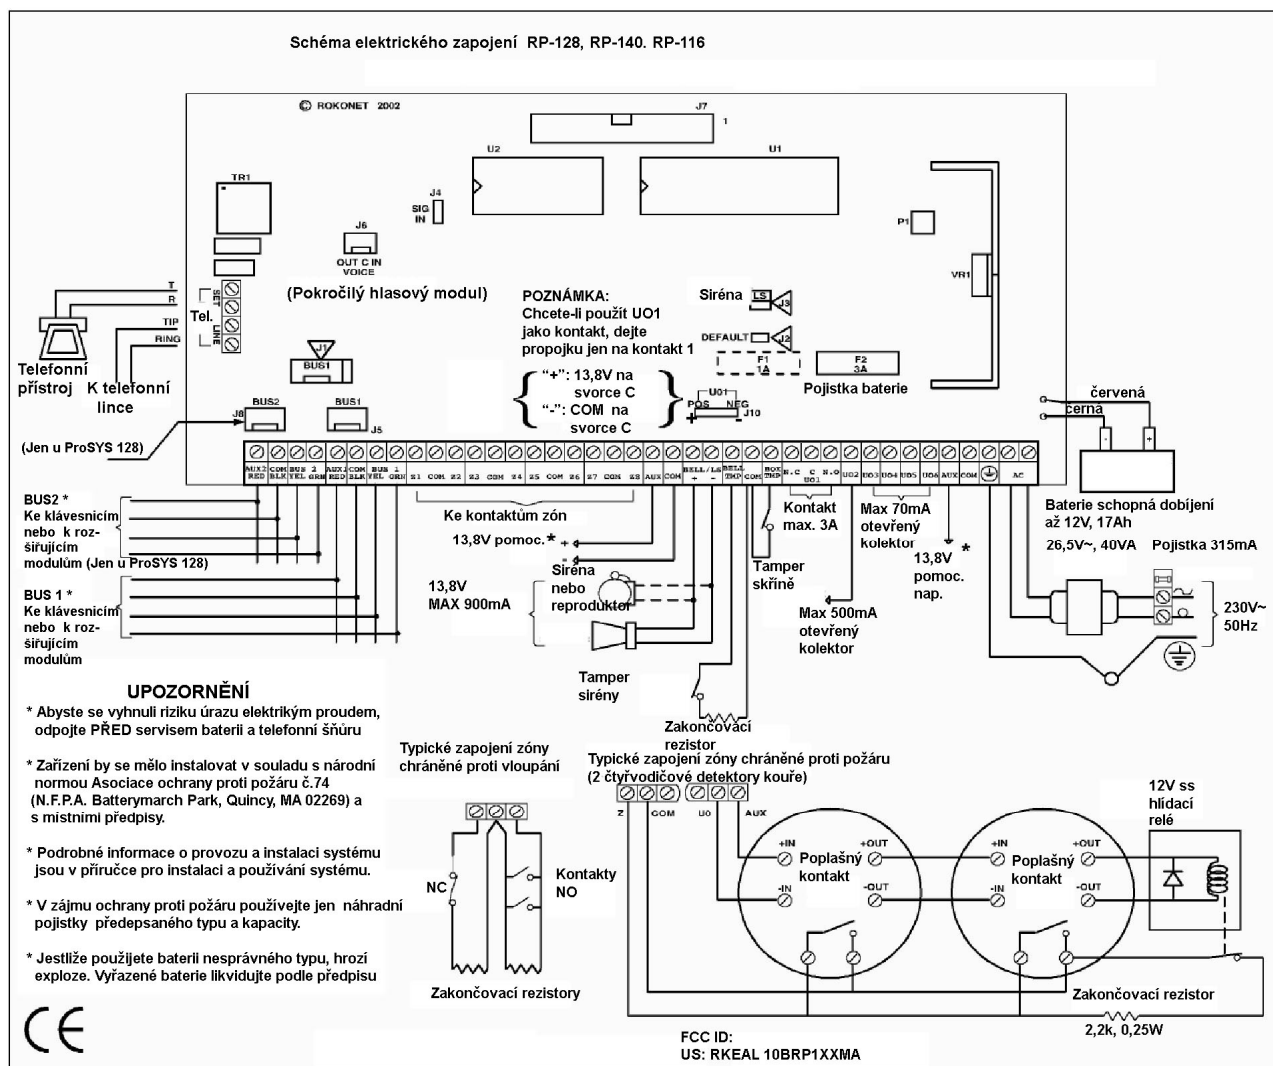 Schéma elektrického zapojení RP-128, RP-140. RP-116
© ROKONET 2002
J7
1
U2
U1
TR1
J4
SIG
IN
J6
OUT C IN
VOICE
P1
VR1
(Pokročilý hlasový modul)
T
R
TIP
RING
SET
LINE
Tel.
Telefonní
přístroj
K telefonní
lince
J1
BUS1
BUS2
BUS1
J8
J5
(Jen u ProSYS 128)
POZNÁMKA:
Chcete-li použít UO1
jako kontakt, dejte
propojku jen na kontakt 1
“+”: 13,8V na
svorce C
“-”: COM na
svorce C
Siréna
LS
J3
DEFAULT
J2
F1
1A
F2
3A
Pojistka baterie
U01
POS NEG
J10
+ -
červená
černá
- +
Baterie schopná dobíjení
až 12V, 17Ah
AUX2 COM BUS 2 AUX1 COM BUS 1 Z1 COM Z2 Z3 COM Z4 Z5 COM Z6 Z7 COM Z8 AUX COM BELL/LS BELL COM BOX N.C C N.O UO2 UO3 UO4 UO5 UO6 AUX COM AC
RED BLK YEL GRN RED BLK YEL GRN + - TMP TMP UO1
BUS2 *
Ke klávesnicím
nebo k roz-
šiřujícím
modulům (Jen u ProSYS 128)
BUS 1 *
Ke klávesnicím
nebo k roz-
šiřujícím
modulům
Ke kontaktům zón
13,8V pomoc.* +
-
13,8V
MAX 900mA
Siréna
nebo
reproduktor
Tamper
sirény
Zakončovací
rezistor
Tamper
skříně
Kontakt
max. 3A
Max 500mA
otevřený
kolektor
Max 70mA
otevřený
kolektor
13,8V *
pomoc.
nap.
26,5V~, 40VA
Pojistka 315mA
230V~
50Hz
UPOZORNĚNÍ
* Abyste se vyhnuli riziku úrazu elektrikým proudem,
odpojte PŘED servisem baterii a telefonní šňůru
* Zařízení by se mělo instalovat v souladu s národní
normou Asociace ochrany proti požáru č.74
(N.F.P.A. Batterymarch Park, Quincy, MA 02269) a
s místními předpisy.
* Podrobné informace o provozu a instalaci systému
jsou v příručce pro instalaci a používání systému.
* V zájmu ochrany proti požáru používejte jen náhradní
pojistky předepsaného typu a kapacity.
* Jestliže použijete baterii nesprávného typu, hrozí
exploze. Vyřazené baterie likvidujte podle předpisu
CE
Typické zapojení zóny
chráněné proti vloupání
NC
Kontakty
NO
Zakončovací rezistory
Typické zapojení zóny chráněné proti požáru
(2 čtyřvodičové detektory kouře)
Z COM UO AUX
+IN +OUT
Poplašný
kontakt
-IN -OUT
+IN +OUT
Poplašný
kontakt
-IN -OUT
12V ss
hlídací
relé
Zakončovací rezistor
2,2k, 0,25W
FCC ID:
US: RKEAL 10BRP1XXMA